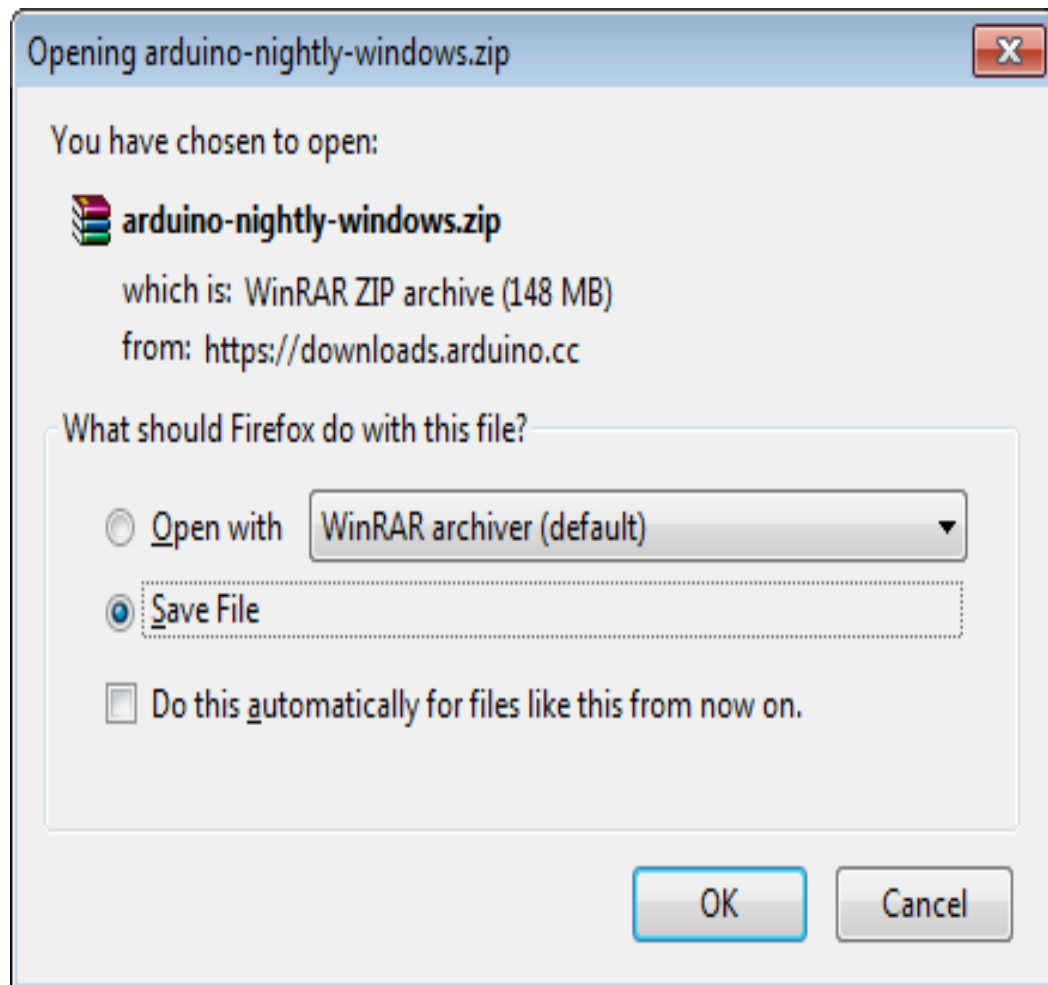 Opening arduino-nightly-windows.zip
You have chosen to open:
arduino-nightly-windows.zip
which is: WinRAR ZIP archive (148 MB)
from: https://downloads.arduino.cc
What should Firefox do with this file?
Open with WinRAR archiver (default)
Save File
Do this automatically for files like this from now on.
OK Cancel